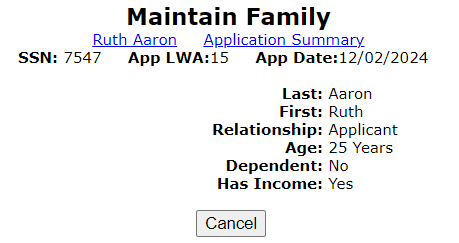 Maintain Family
Ruth Aaron Application Summary
SSN: 7547 App LWA:15 App Date:12/02/2024
Last: Aaron
First: Ruth
Relationship: Applicant
Age: 25 Years
Dependent: No
Has Income: Yes
Cancel